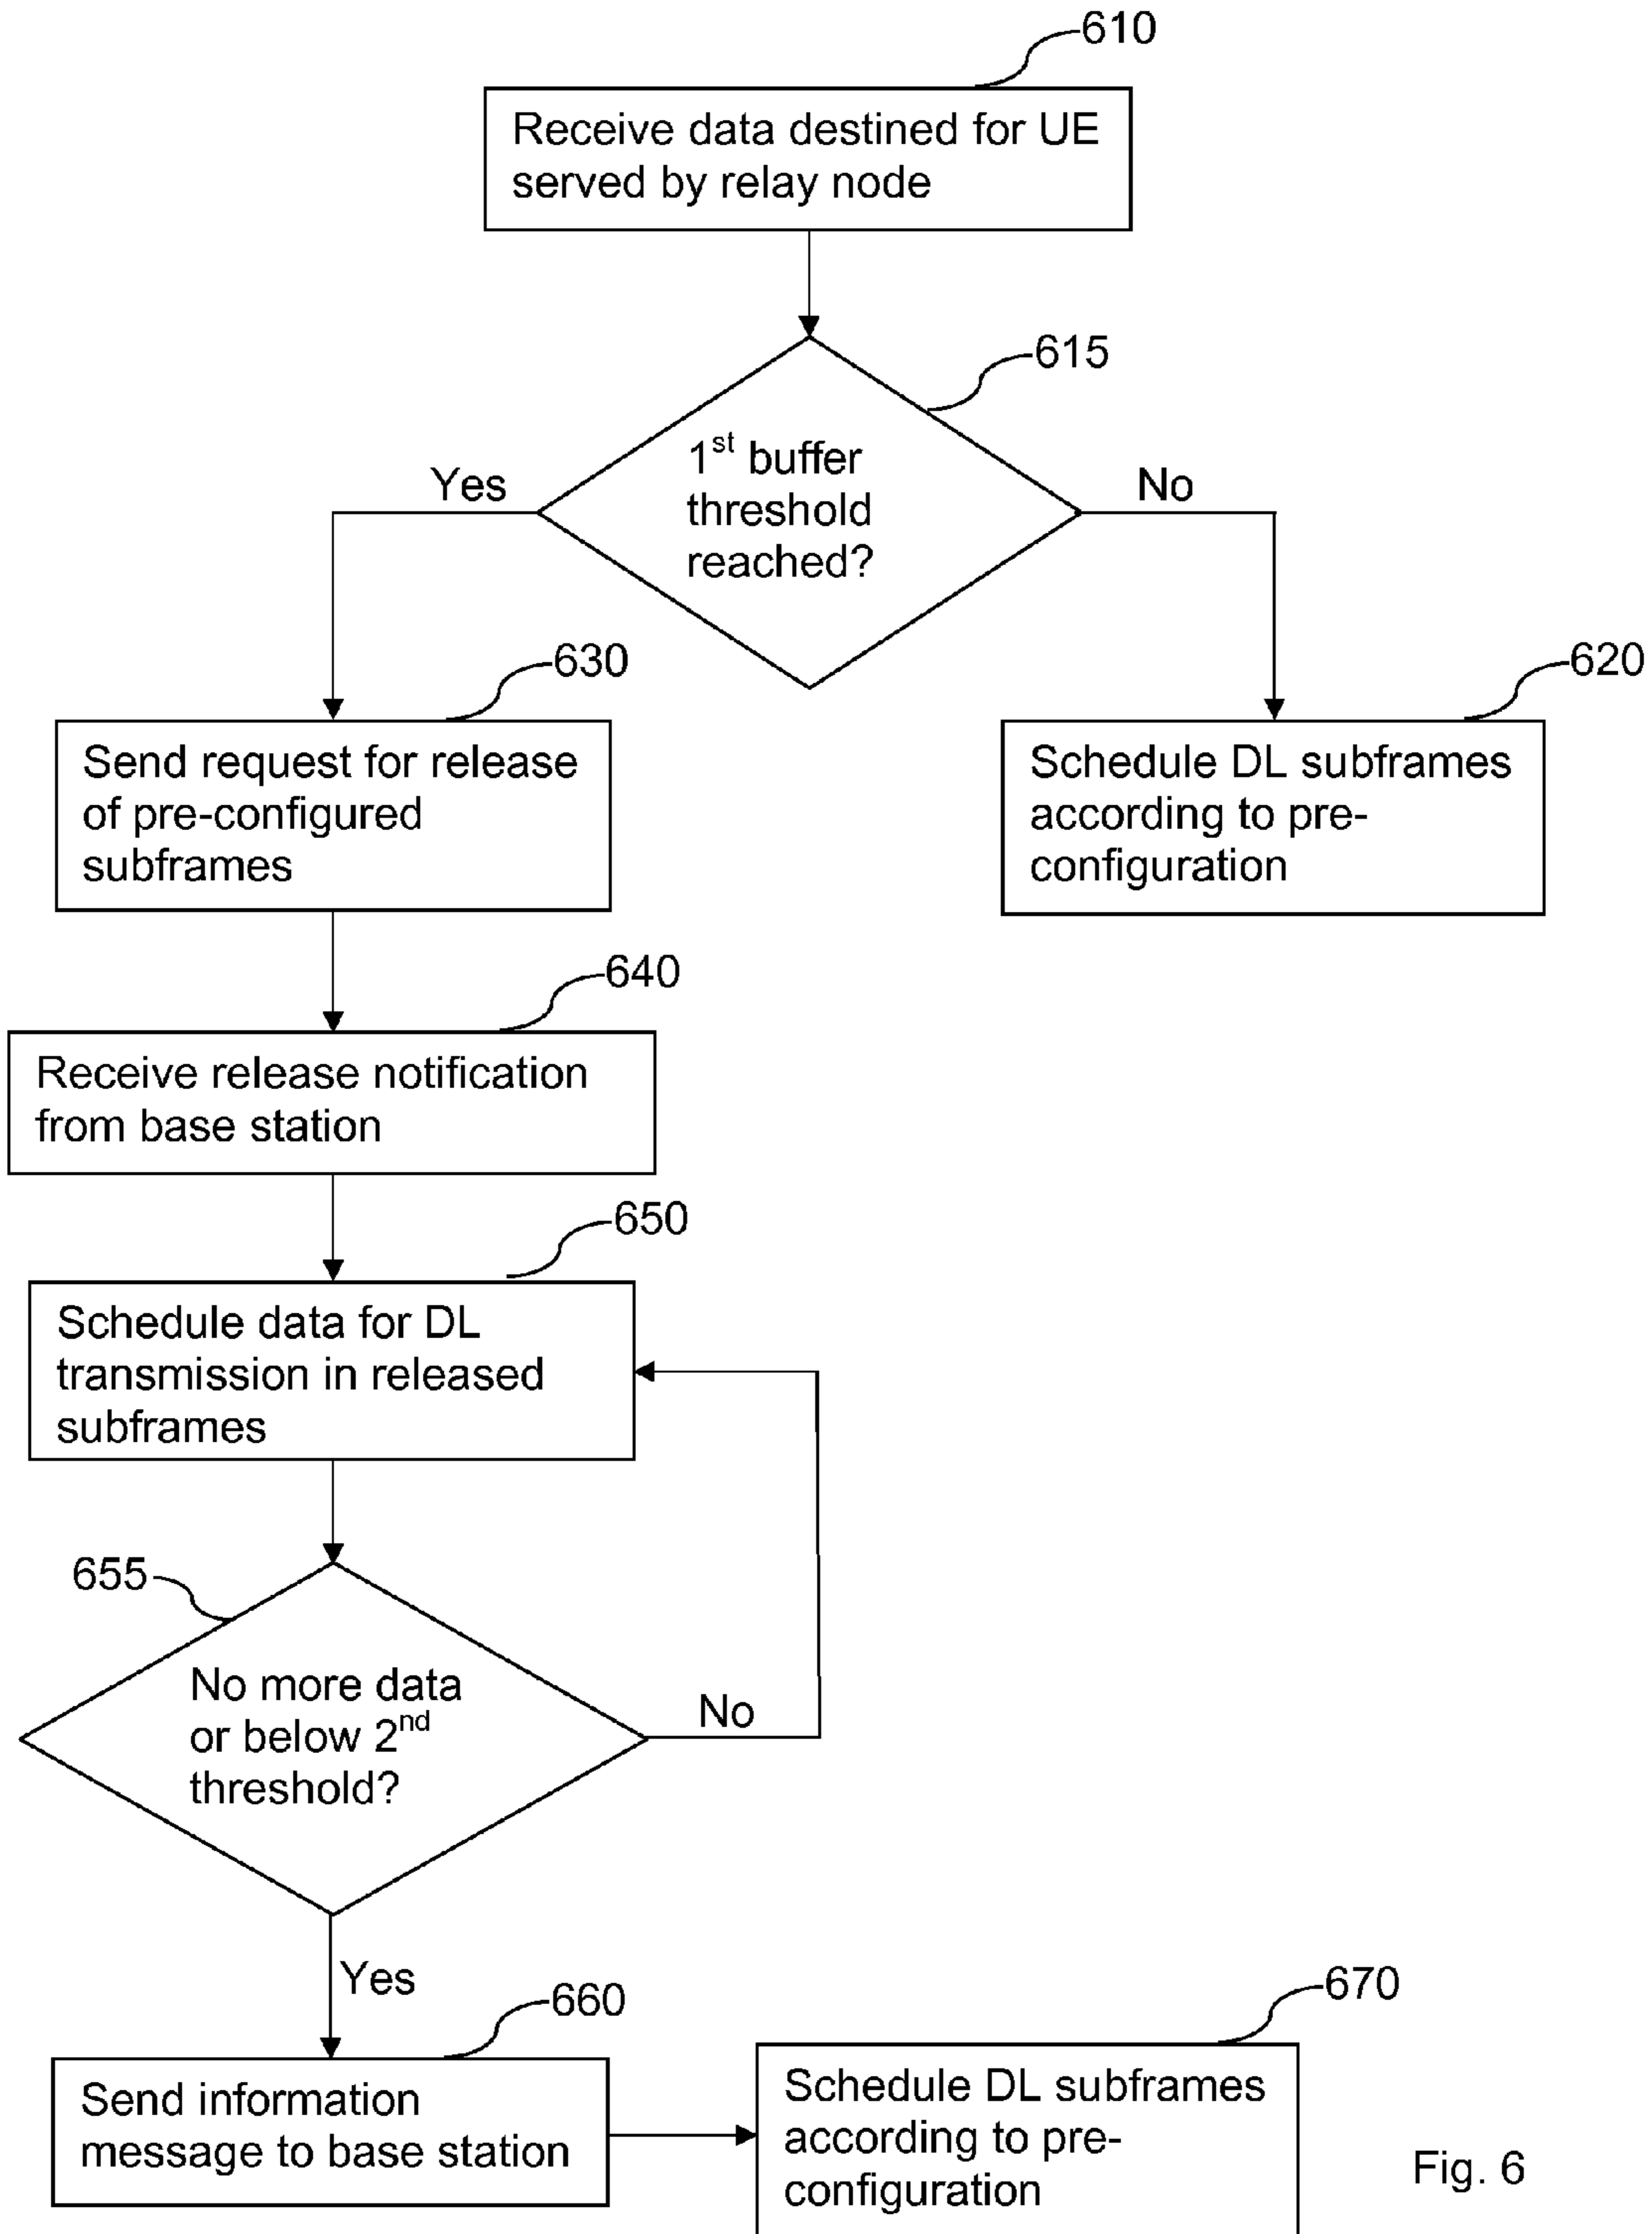 610
Receive data destined for UE
served by relay node
615
1st buffer
threshold
reached?
Yes
No
630
620
Send request for release
of pre-configured
subframes
Schedule DL subframes
according to pre-
configuration
640
Receive release notification
from base station
650
Schedule data for DL
transmission in released
subframes
655
No more data
or below 2nd
threshold?
No
Yes
660
670
Send information
message to base station
Schedule DL subframes
according to pre-
configuration
Fig. 6